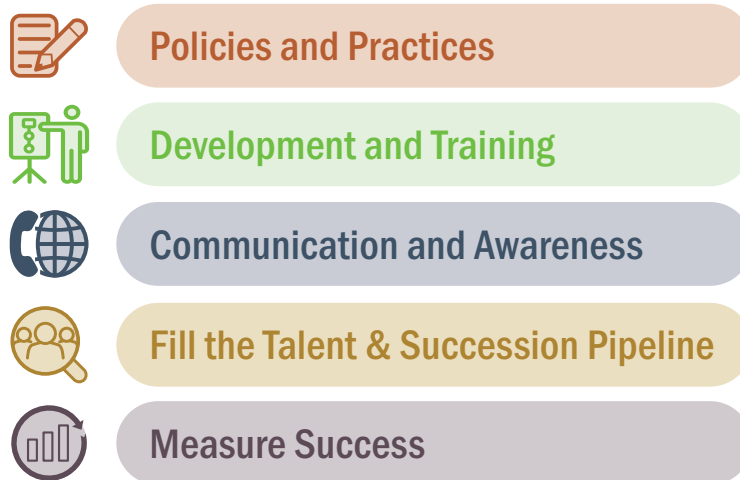 Policies and Practices
Development and Training
Communication and Awareness
Fill the Talent & Succession Pipeline
Measure Success